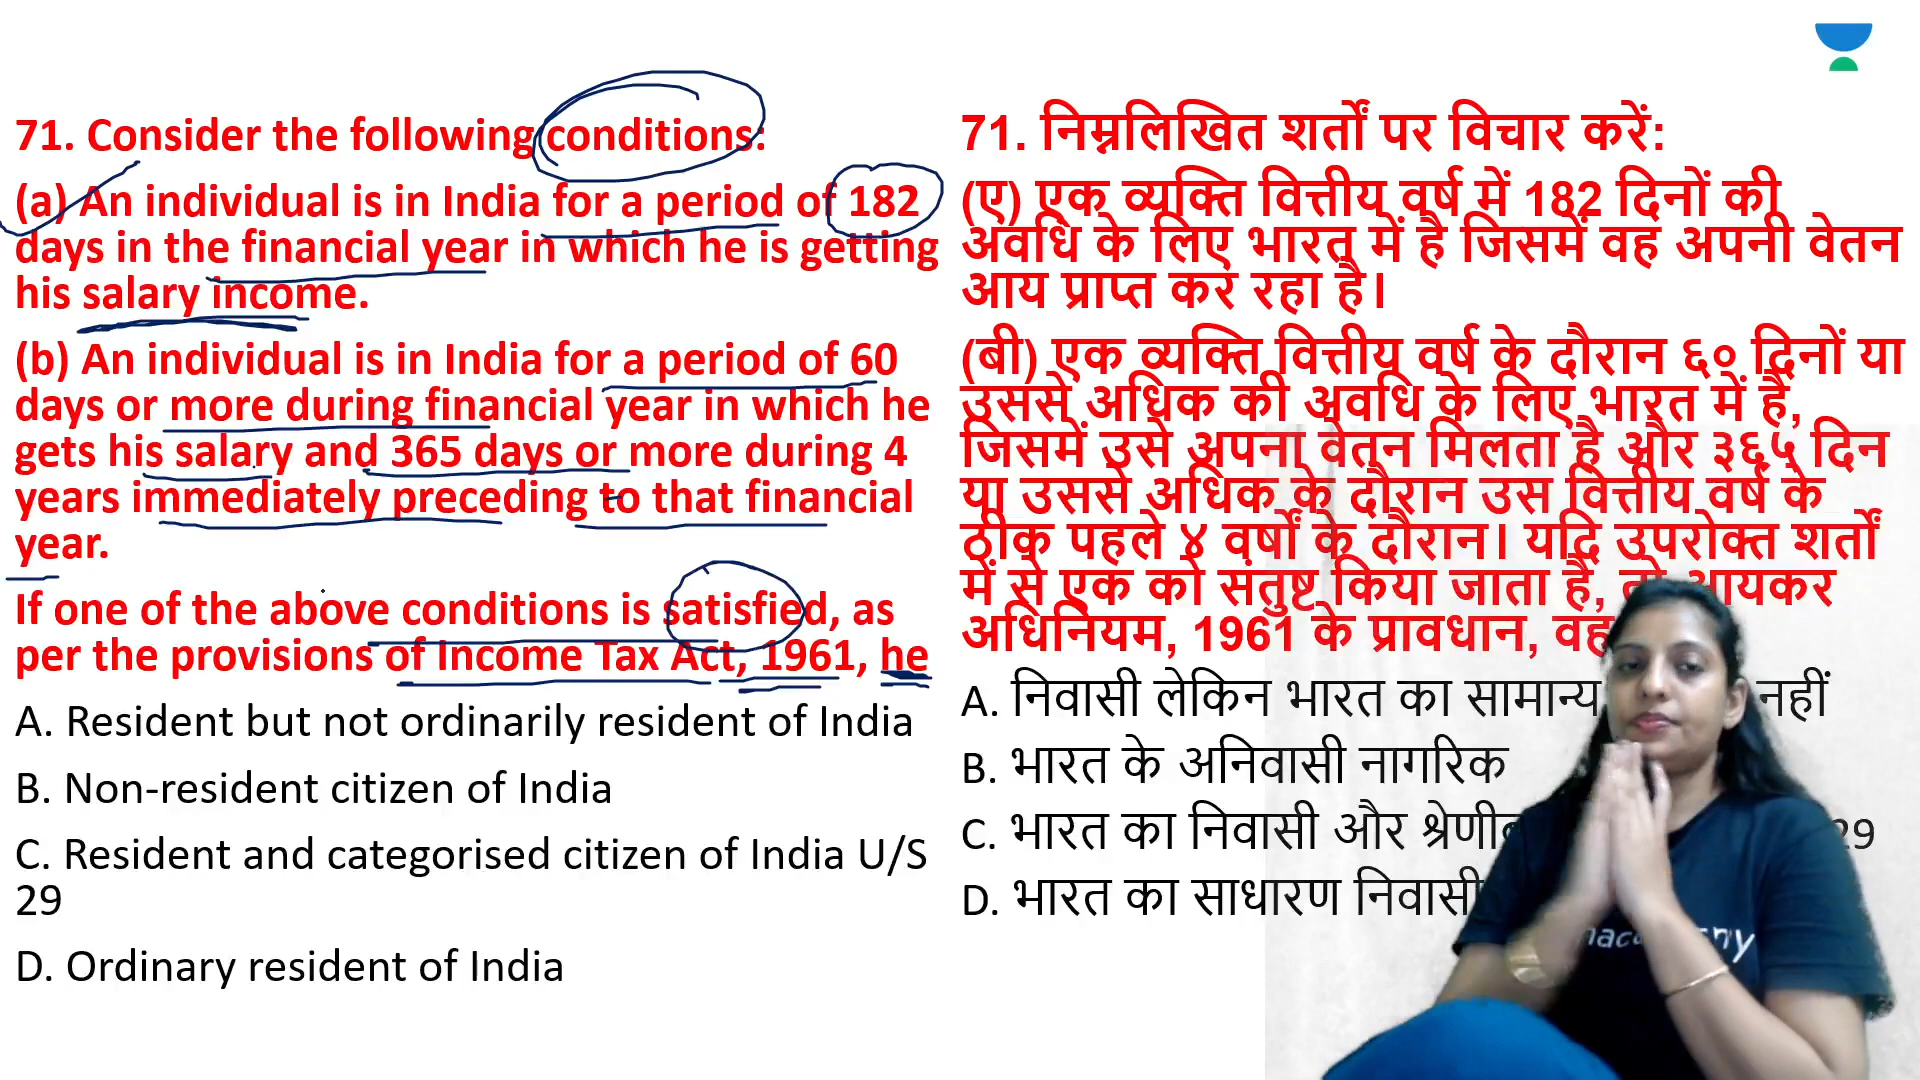 71. Consider the following conditions:
(a) An individual is in India for a period of 182
days in the financial year in which he is getting
his salary income.
(b) An individual is in India for a period of 60
days or more during financial year in which he
gets his salary and 365 days or more during 4
years immediately preceding to that financial
year.
If one of the above conditions is satisfied, as
per the provisions of Income Tax Act, 1961, he
A. Resident but not ordinarily resident of India
B. Non-resident citizen of India
C. Resident and categorised citizen of India U/S
29
D. Ordinary resident of India
71. निम्नलिखित शर्तों पर विचार करें:
(ए) एक व्यक्ति वित्तीय वर्ष में 182 दिनों की
अवधि के लिए भारत में है जिसमें वह अपनी वेतन
आय प्राप्त कर रहा है।
(बी) एक व्यक्ति वित्तीय वर्ष के दौरान ६० दिनों या
उससे अधिक की अवधि के लिए भारत में है,
जिसमें उसे अपना वेतन मिलता है और ३६५ दिन
या उससे अधिक के दौरान उस वित्तीय वर्ष के
ठीक पहले ४ वर्षों के दौरान। यदि उपरोक्त शर्तों
में से एक को संतुष्ट किया जाता है, तो आयकर
अधिनियम, 1961 के प्रावधान, वह
A. निवासी लेकिन भारत का सामान्य नहीं
B. भारत के अनिवासी नागरिक
C. भारत का निवासी और 29
D. भारत का साधारण निवासी